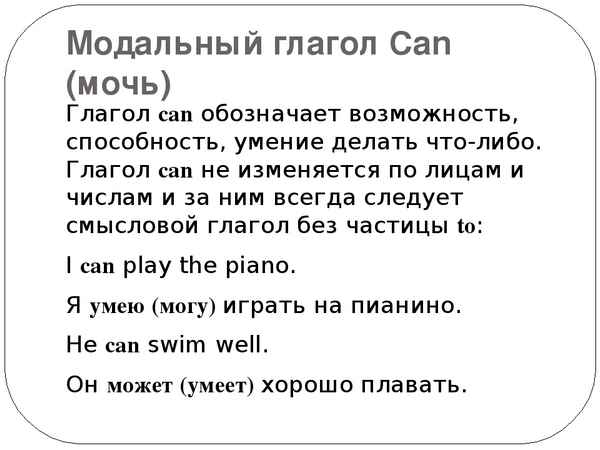 Модальный глагол Can
(мочь)
Глагол can обозначает возможность,
способность, умение делать что-либо.
Глагол can не изменяется по лицам и
числам и за ним всегда следует
смысловой глагол без частицы to:
I can play the piano.
Я умею (могу) играть на пианино.
He can swim well.
Он может (умеет) хорошо плавать.